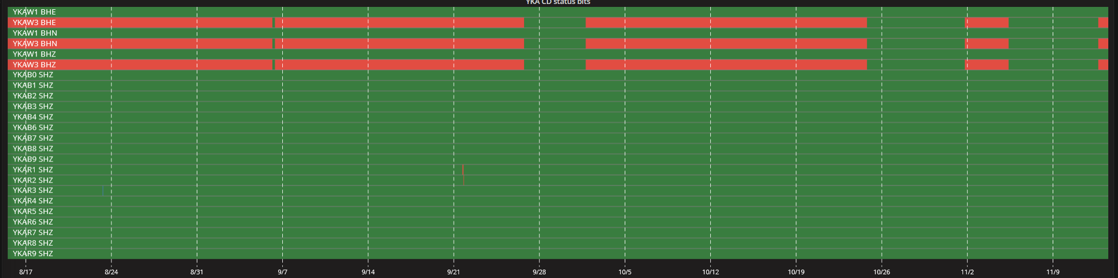 YKA CD status bits
YKAW1 BHE
YKAW3 BHE
YKAW1 BHN
YKAW3 BHN
YKAW1 BHZ
YKAW3 BHZ
YKAB0 SHZ
YKAB1 SHZ
YKAB2 SHZ
YKAB3 SHZ
YKAB4 SHZ
YKAB6 SHZ
YKAB7 SHZ
YKAB8 SHZ
YKAB9 SHZ
YKAR1 SHZ
YKAR2 SHZ
YKAR3 SHZ
YKAR4 SHZ
YKAR5 SHZ
YKAR6 SHZ
YKAR7 SHZ
YKAR8 SHZ
YKAR9 SHZ
8/17 8/24 8/31 9/7 9/14 9/21 9/28 10/5 10/12 10/19 10/26 11/2 11/9